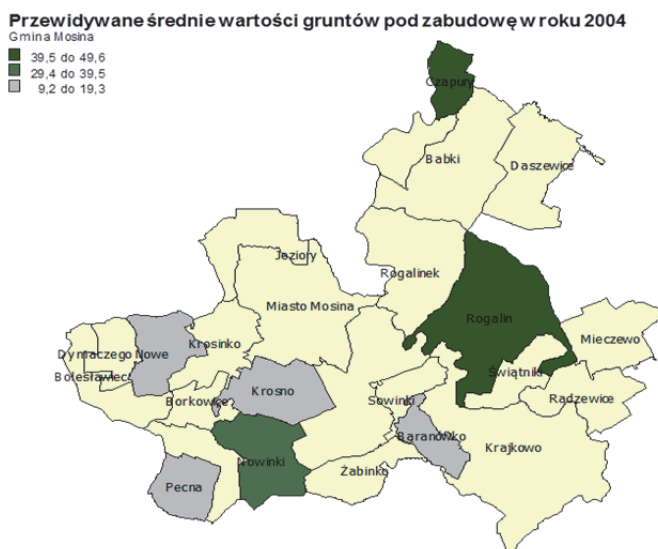 Przewidywane średnie wartości gruntów pod zabudowę w roku 2004
Gmina Mosina
39,5 do 49,6
29,4 do 39,5
9,2 do 19,3
Czapury
Babki
Daszewice
Jeziory
Rogalinek
Miasto Mosina
Rogalin
Mieczewo
Krosinko
Dymaczego Nowe
Świątniki
Bolesławiec
Krosno
Radzewice
Borkowice
Sowinki
Baranówko
Krajkowo
Nowinki
Żabinko
Pecna